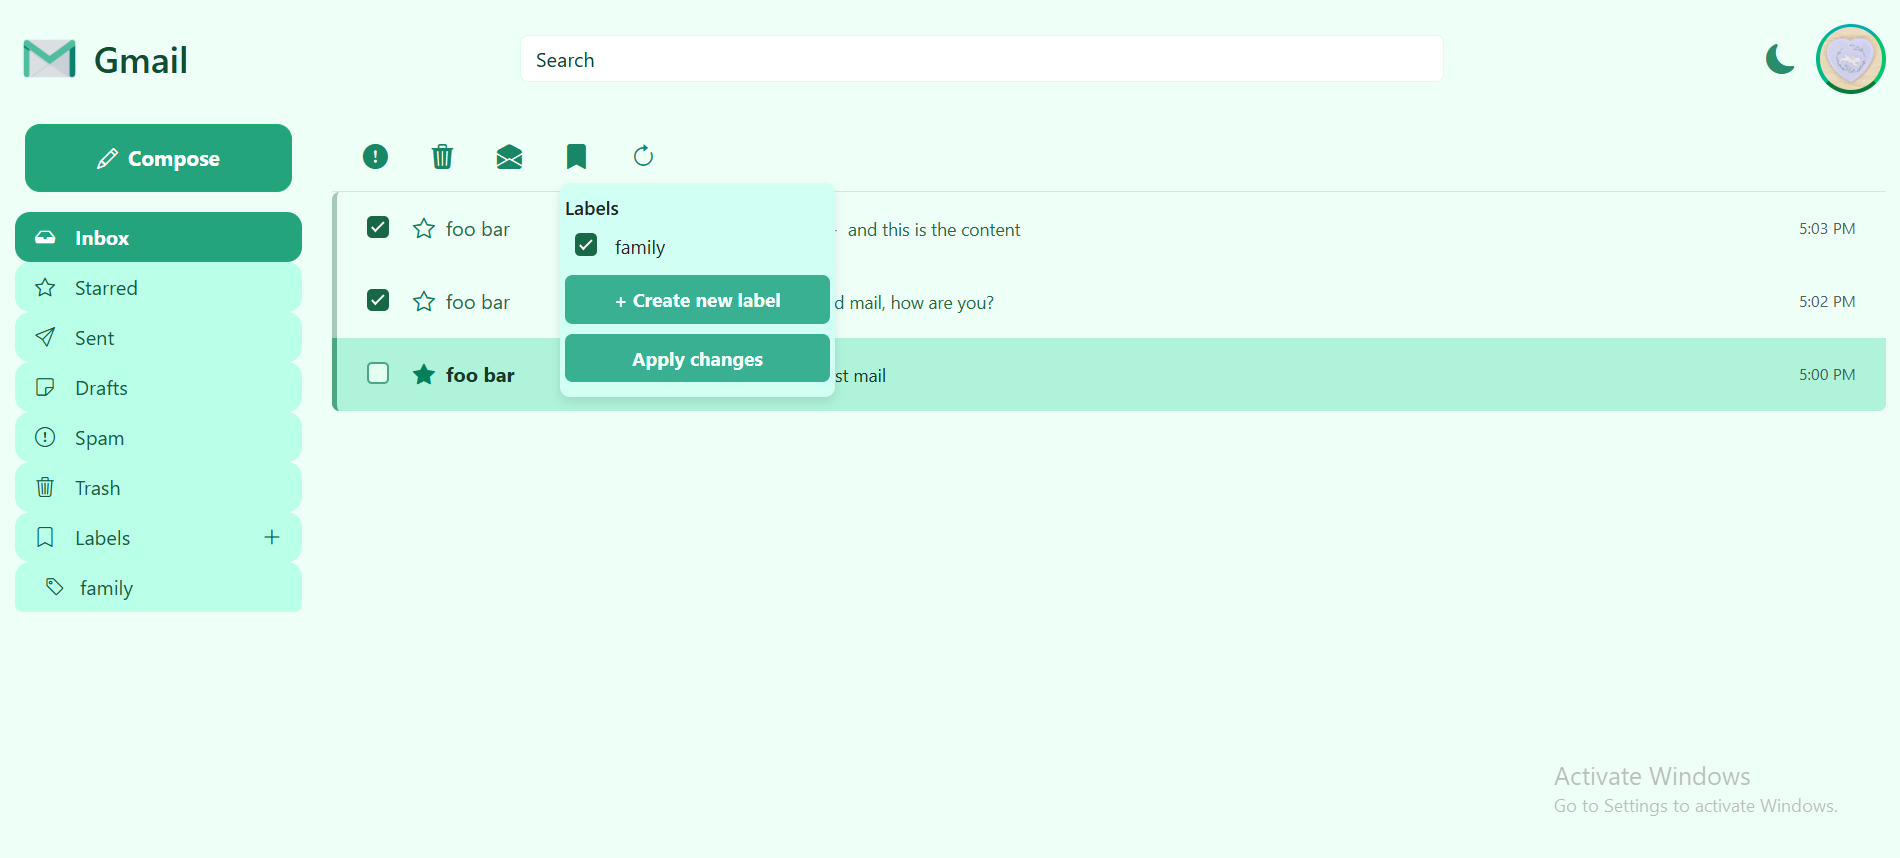 Gmail
Search
Compose
Inbox
Starred
Sent
Drafts
Spam
Trash
Labels
family
Labels
family
+ Create new label
Apply changes
foo bar and this is the content 5:03 PM
foo bar mail, how are you? 5:02 PM
foo bar mail 5:00 PM
Activate Windows
Go to Settings to activate Windows.